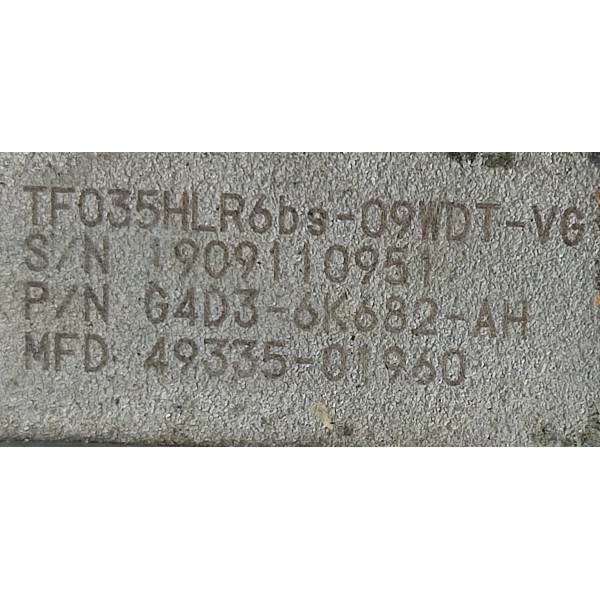 TF035HLR6bs-09WDT-VG
S/N 1909110951
P/N G4D3-6K682-AH
MFD 49335-01960